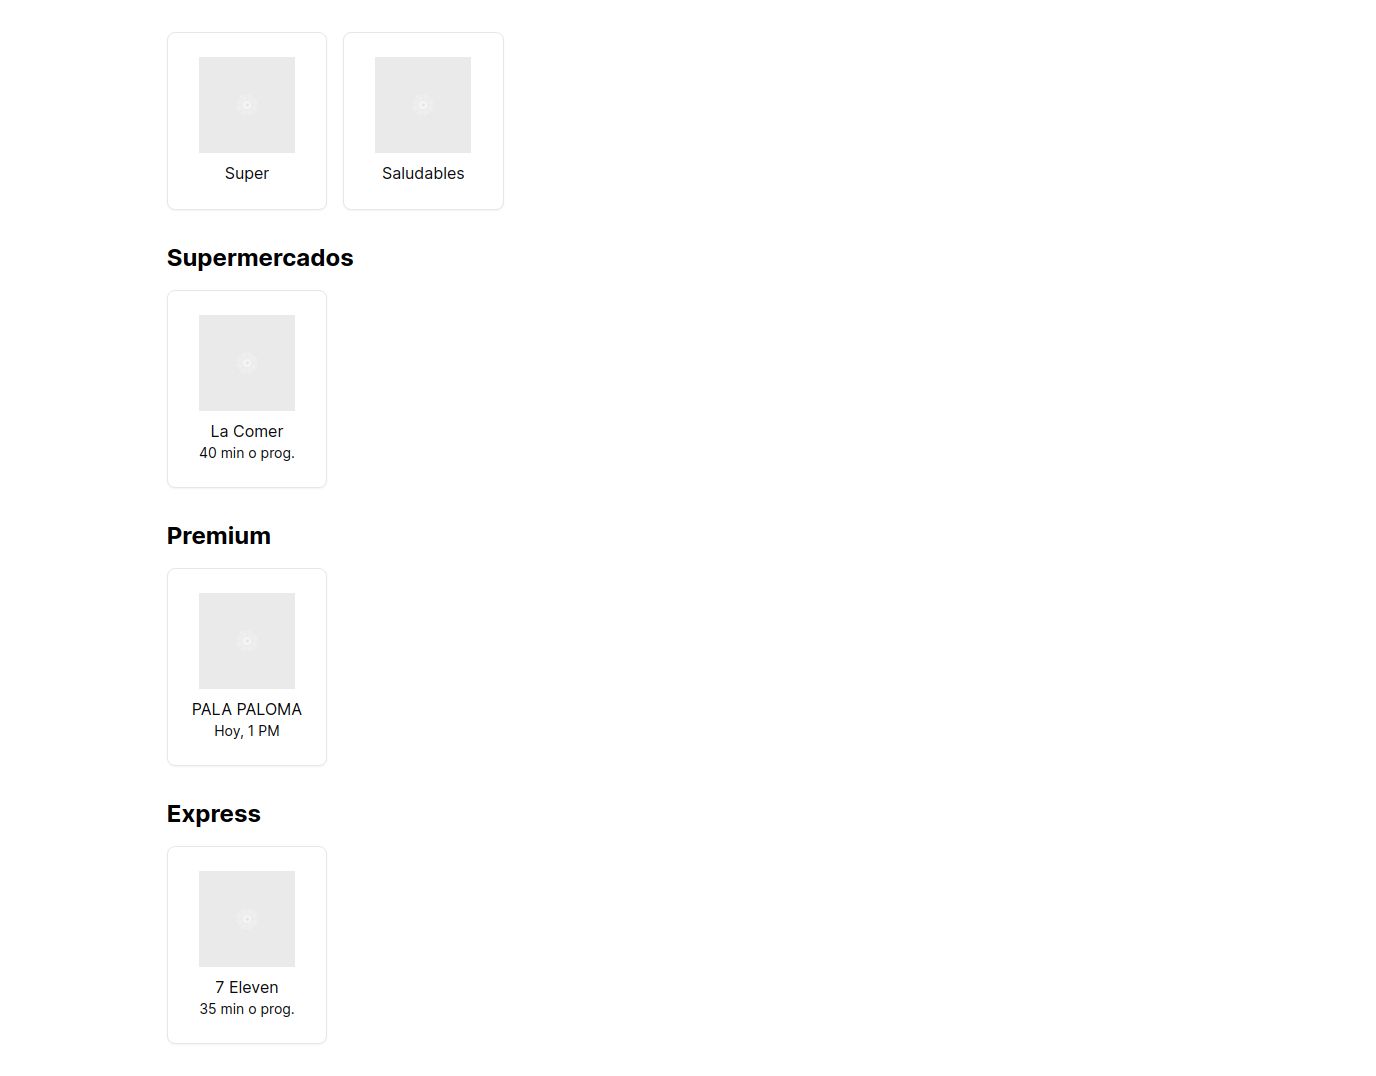 Super
Saludables
Supermercados
La Comer
40 min o prog.
Premium
PALA PALOMA
Hoy, 1 PM
Express
7 Eleven
35 min o prog.